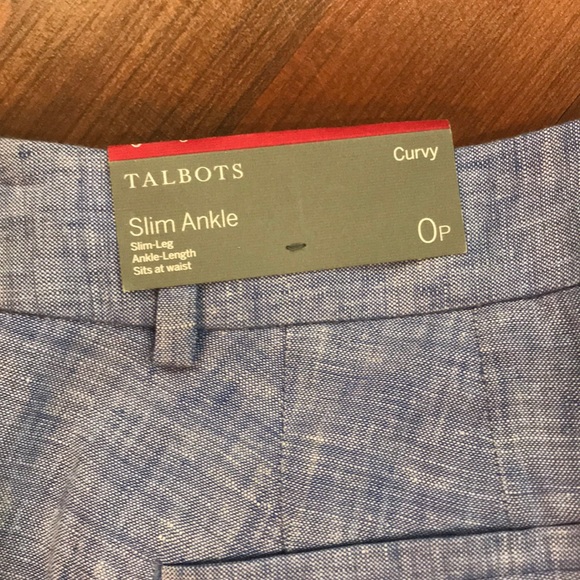 TALBOTS
Curvy
Slim Ankle
Slim-Leg
Ankle-Length
Sits at waist
0P